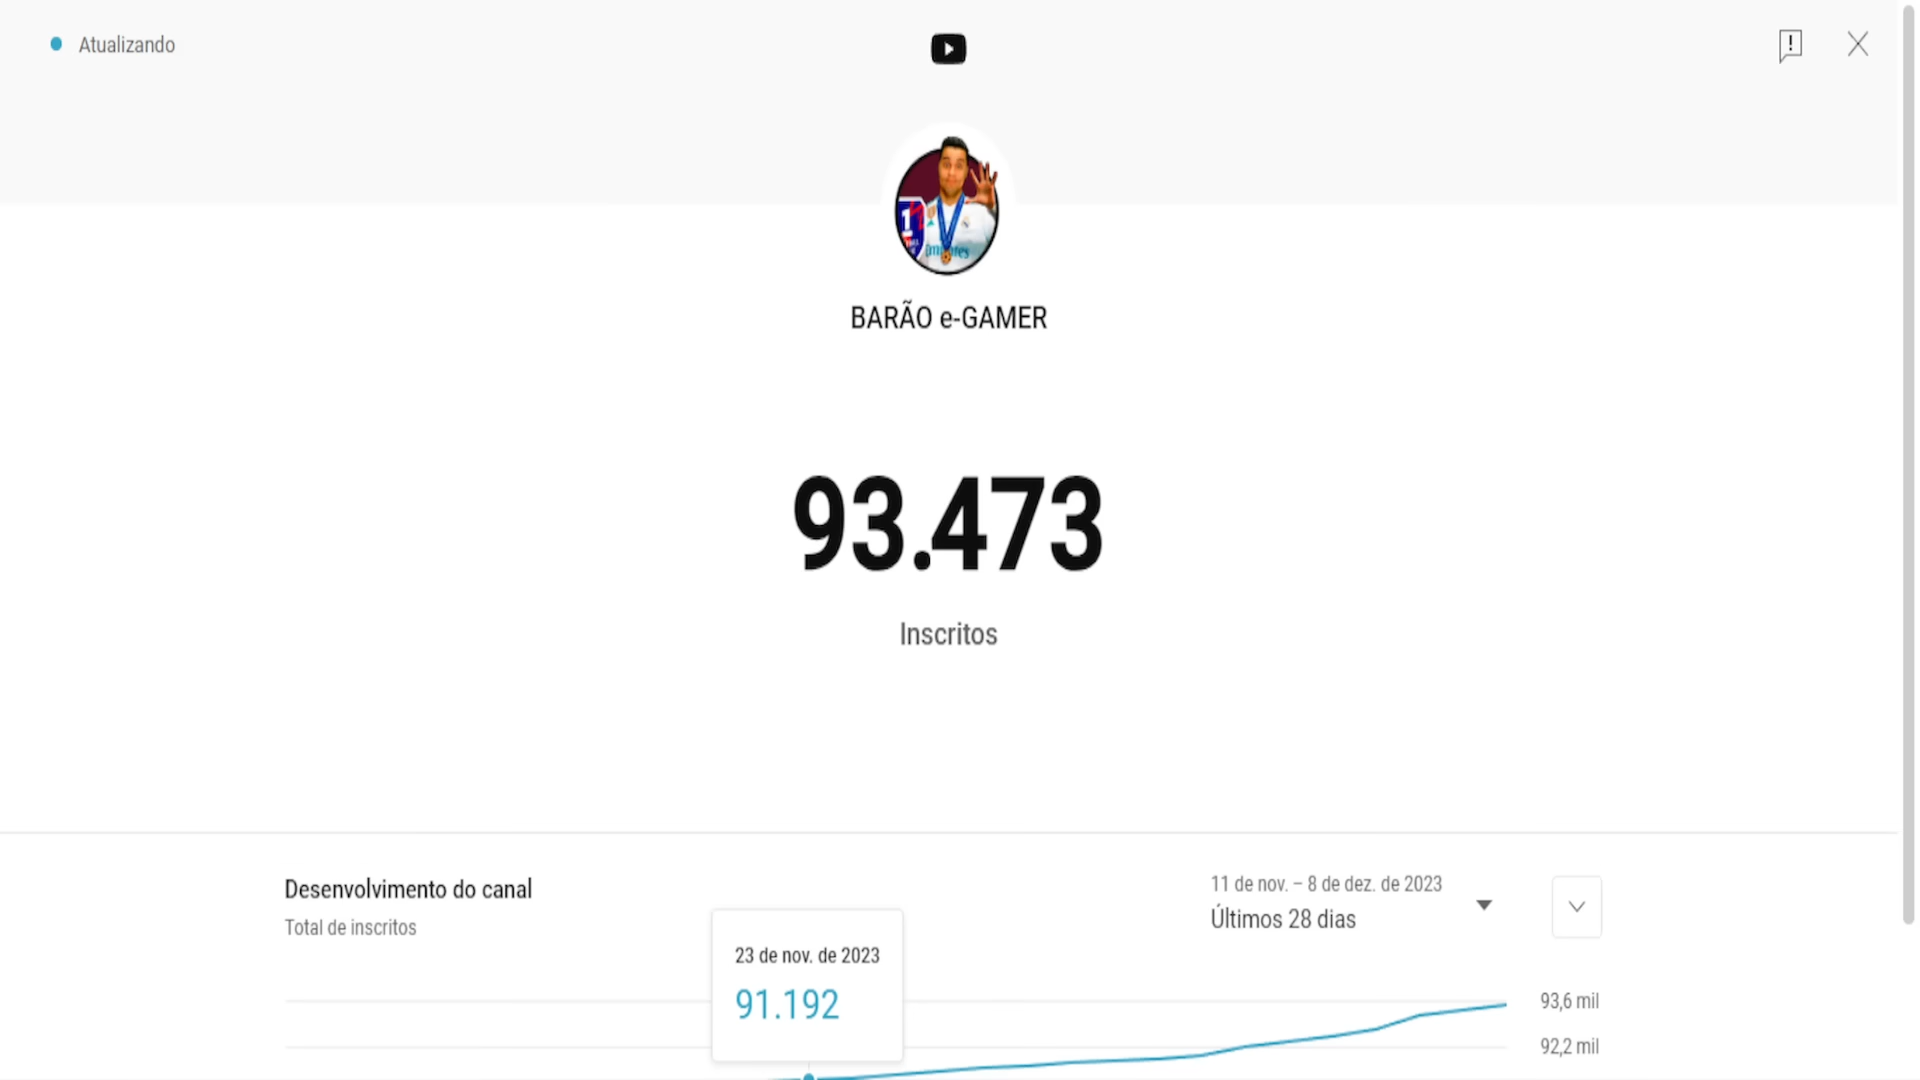 Atualizando
BARÃO e-GAMER
93.473
Inscritos
Desenvolvimento do canal
Total de inscritos
11 de nov. – 8 de dez. de 2023
Últimos 28 dias
23 de nov. de 2023
91.192
93,6 mil
92,2 mil